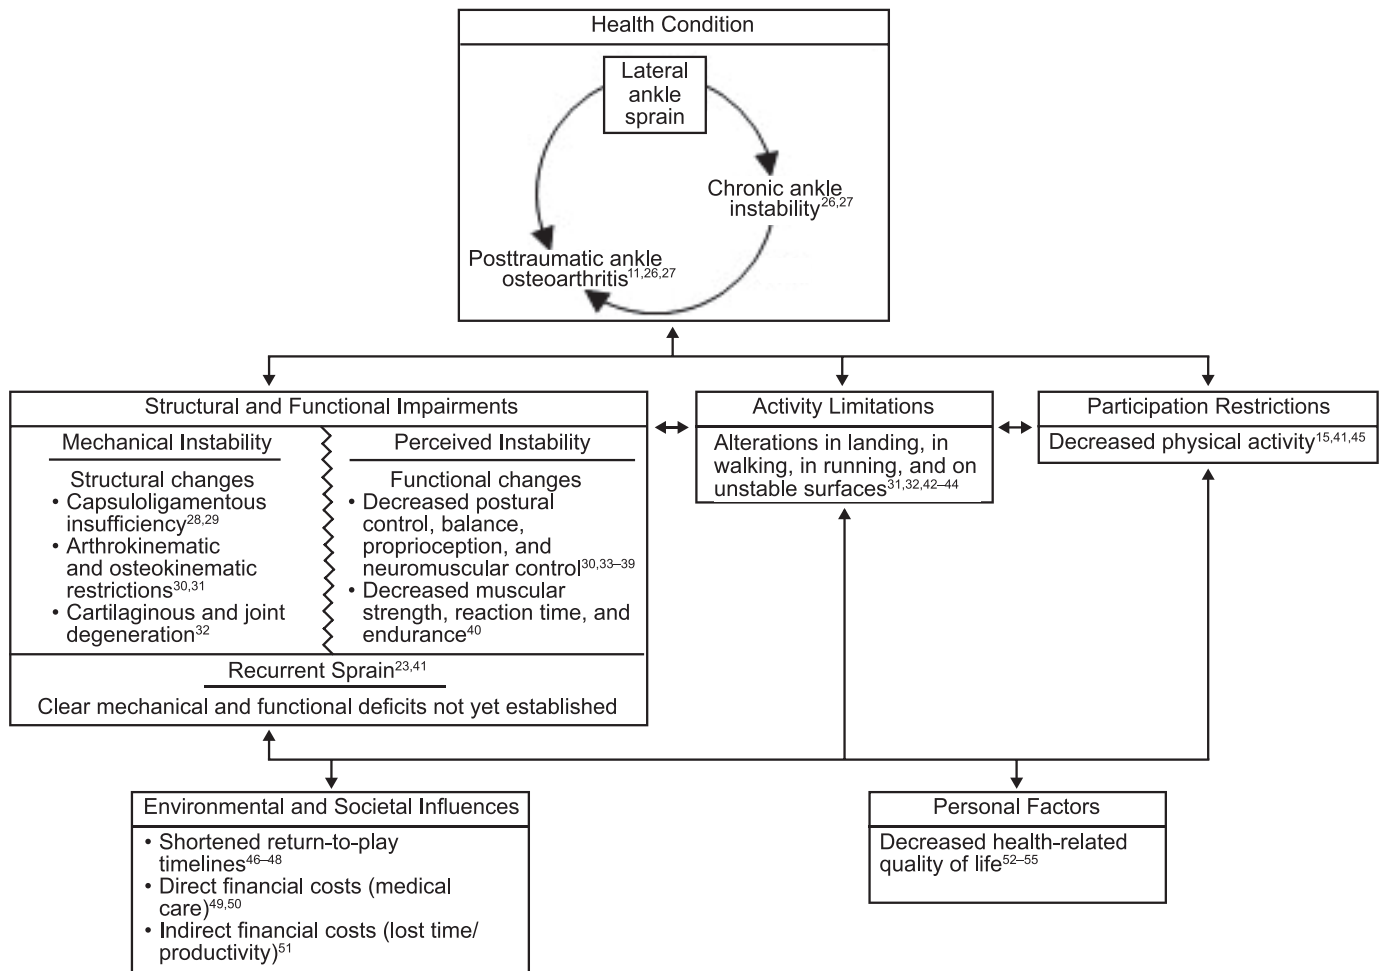 Health Condition
Lateral
ankle
sprain
Chronic ankle
instability26,27
Posttraumatic ankle
osteoarthritis11,26,27
Structural and Functional Impairments
Mechanical Instability
Structural changes
• Capsuloligamentous
insufficiency28,29
• Arthrokinematic
and osteokinematic
restrictions30,31
• Cartilaginous and joint
degeneration32
Perceived Instability
Functional changes
• Decreased postural
control, balance,
proprioception, and
neuromuscular control30,33–39
• Decreased muscular
strength, reaction time, and
endurance40
Recurrent Sprain23,41
Clear mechanical and functional deficits not yet established
Activity Limitations
Alterations in landing, in
walking, in running, and on
unstable surfaces31,32,42–44
Participation Restrictions
Decreased physical activity15,41,45
Environmental and Societal Influences
• Shortened return-to-play
timelines46–48
• Direct financial costs (medical
care)49,50
• Indirect financial costs (lost time/
productivity)51
Personal Factors
Decreased health-related
quality of life52–55